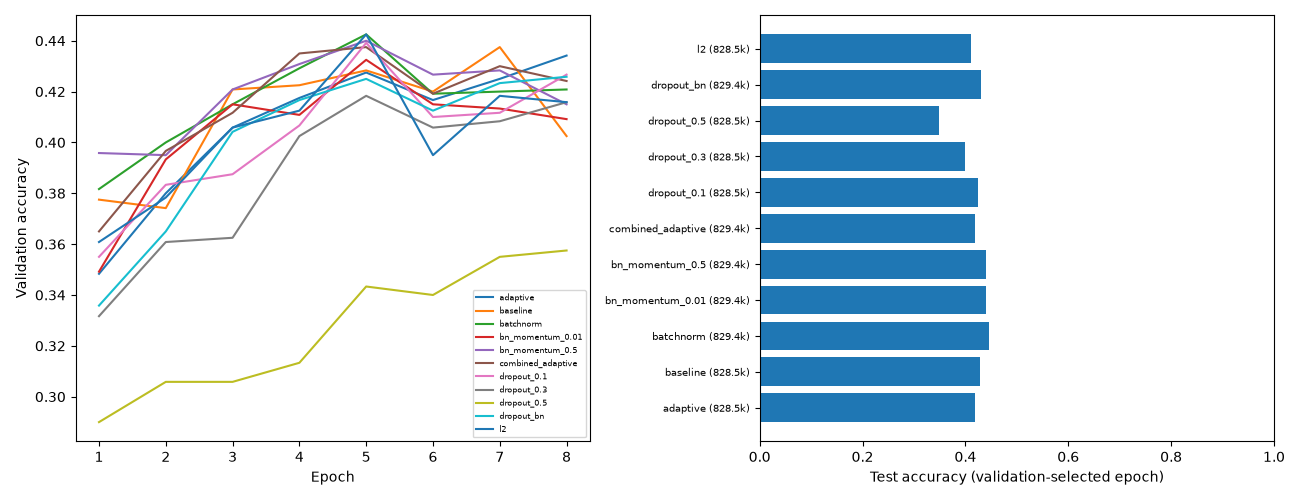 0.44
0.42
0.40
0.38
0.36
0.34
0.32
0.30
Validation accuracy
1 2 3 4 5 6 7 8
Epoch
adaptive
baseline
batchnorm
bn_momentum_0.01
bn_momentum_0.5
combined_adaptive
dropout_0.1
dropout_0.3
dropout_0.5
dropout_bn
l2
l2 (828.5k)
dropout_bn (829.4k)
dropout_0.5 (828.5k)
dropout_0.3 (828.5k)
dropout_0.1 (828.5k)
combined_adaptive (829.4k)
bn_momentum_0.5 (829.4k)
bn_momentum_0.01 (829.4k)
batchnorm (829.4k)
baseline (828.5k)
adaptive (828.5k)
0.0 0.2 0.4 0.6 0.8 1.0
Test accuracy (validation-selected epoch)